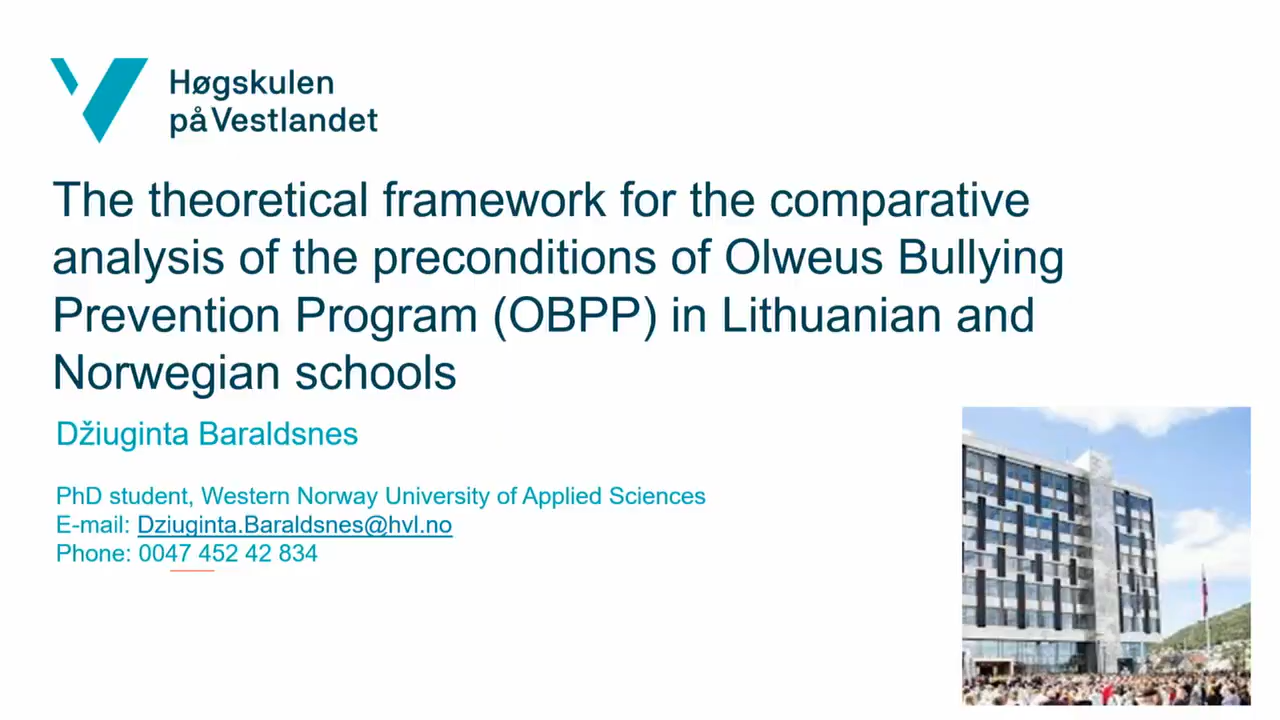 Høgskulen
på Vestlandet
The theoretical framework for the comparative
analysis of the preconditions of Olweus Bullying
Prevention Program (OBPP) in Lithuanian and
Norwegian schools
Džiuginta Baraldsnes
PhD student, Western Norway University of Applied Sciences
E-mail: Dziuginta.Baraldsnes@hvl.no
Phone: 0047 452 42 834